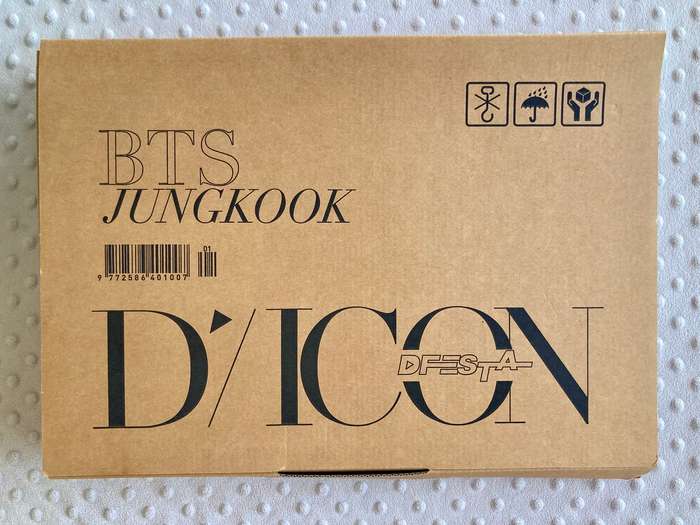 BTS
JUNGKOOK
01
9 772586 401007
D'/ICON
DFESTA